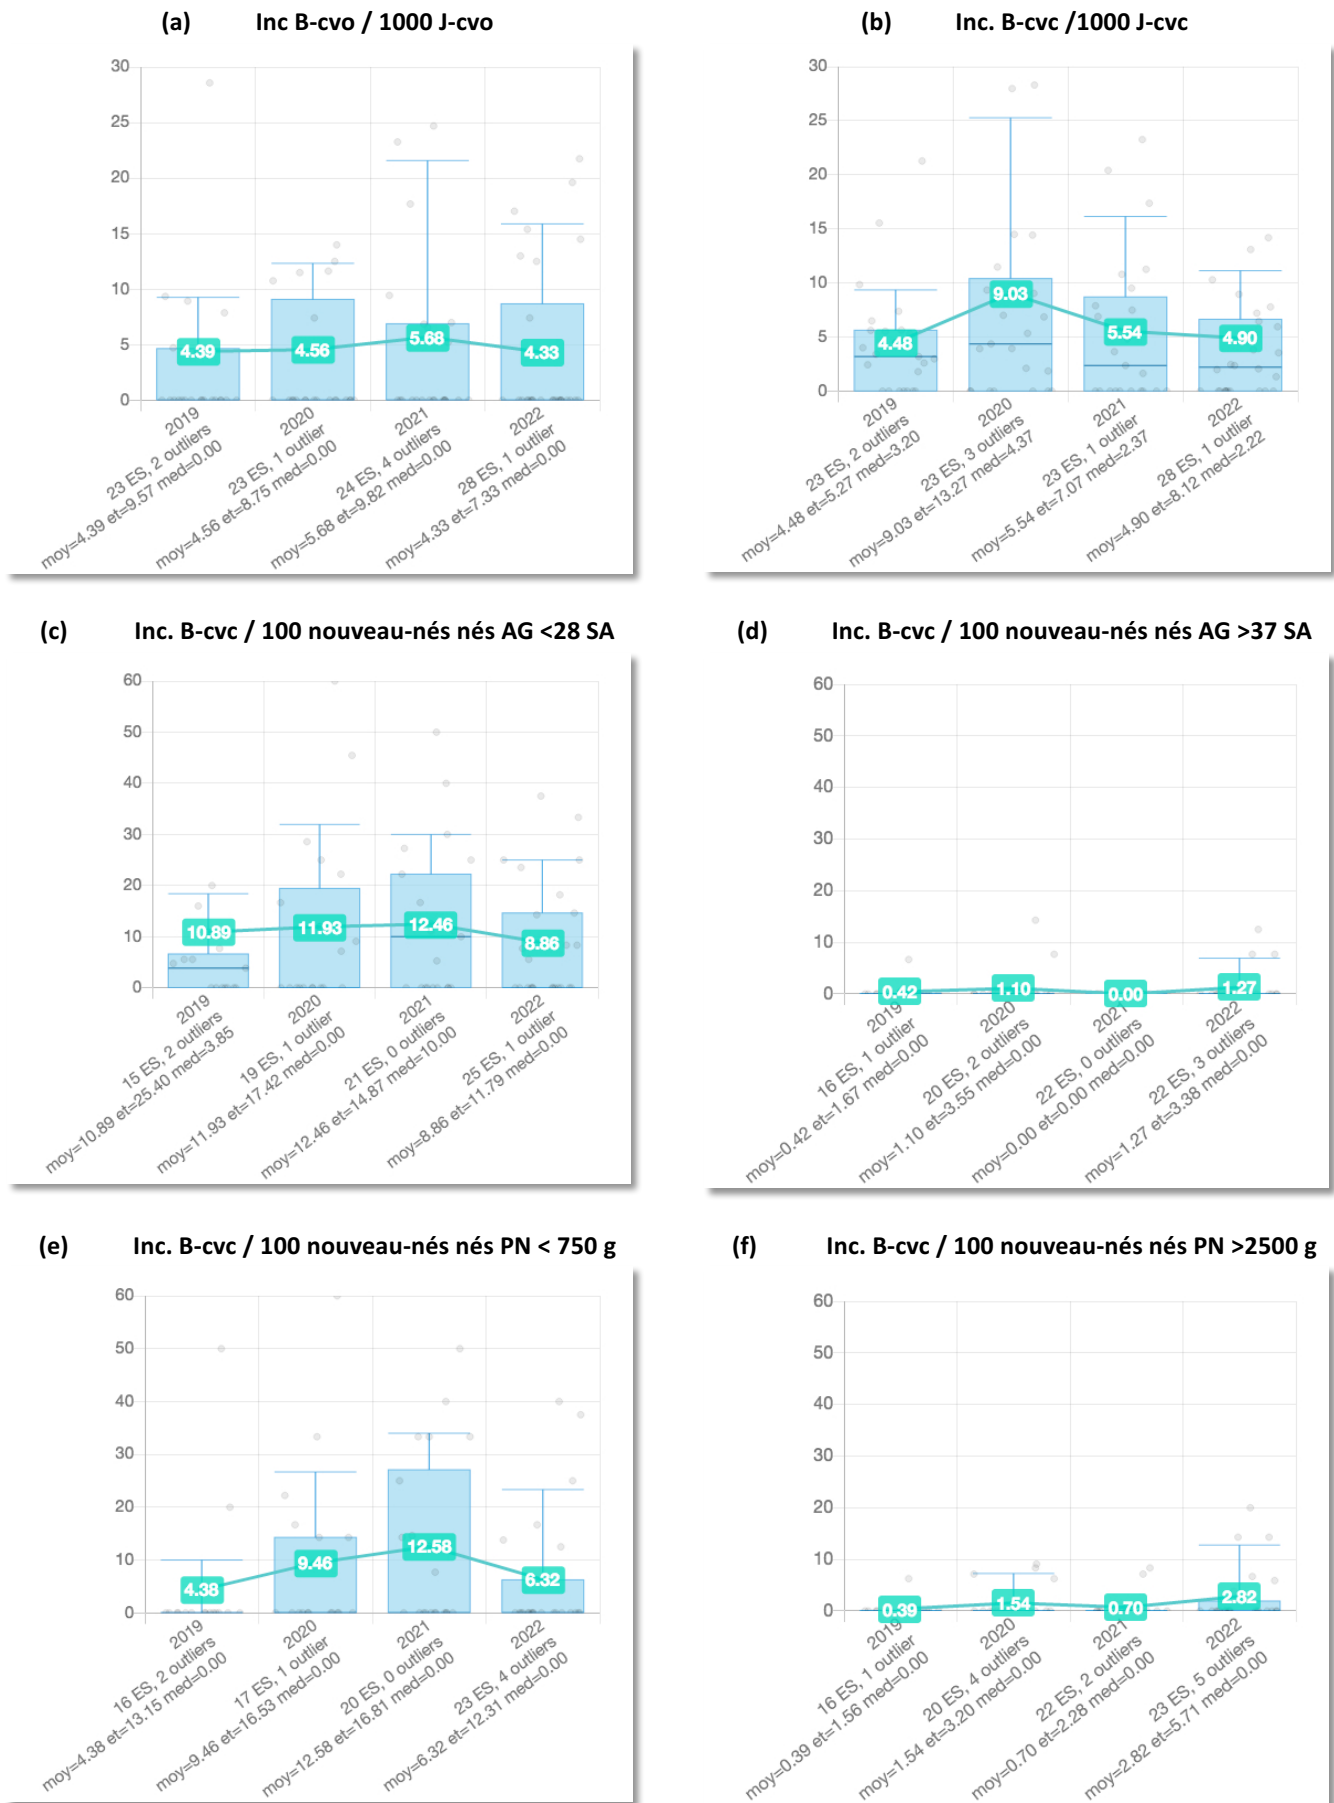 (a) Inc B-cvo / 1000 J-cvo
30
25
20
15
10
5
0
4.39
4.56
5.68
4.33
2019
23 ES, 2 outliers
moy=4.39 et=9.57 med=0.00
2020
23 ES, 1 outlier
moy=4.56 et=8.75 med=0.00
2021
24 ES, 4 outliers
moy=5.68 et=9.82 med=0.00
2022
28 ES, 1 outlier
moy=4.33 et=7.33 med=0.00
(b) Inc. B-cvc /1000 J-cvc
30
25
20
15
10
5
0
4.48
9.03
5.54
4.90
2019
23 ES, 2 outliers
moy=4.48 et=5.27 med=3.20
2020
23 ES, 3 outliers
moy=9.03 et=13.27 med=4.37
2021
23 ES, 1 outlier
moy=5.54 et=7.07 med=2.37
2022
28 ES, 1 outlier
moy=4.90 et=8.12 med=2.22
(c) Inc. B-cvc / 100 nouveau-nés nés AG <28 SA
60
50
40
30
20
10
0
10.89
11.93
12.46
8.86
2019
15 ES, 2 outliers
moy=10.89 et=25.40 med=3.85
2020
19 ES, 1 outlier
moy=11.93 et=17.42 med=0.00
2021
21 ES, 0 outliers
moy=12.46 et=14.87 med=10.00
2022
25 ES, 1 outlier
moy=8.86 et=11.79 med=0.00
(d) Inc. B-cvc / 100 nouveau-nés nés AG >37 SA
60
50
40
30
20
10
0
0.42
1.10
0.00
1.27
2019
16 ES, 1 outlier
moy=0.42 et=1.67 med=0.00
2020
20 ES, 2 outliers
moy=1.10 et=3.55 med=0.00
2021
22 ES, 0 outliers
moy=0.00 et=0.00 med=0.00
2022
22 ES, 3 outliers
moy=1.27 et=3.38 med=0.00
(e) Inc. B-cvc / 100 nouveau-nés nés PN < 750 g
60
50
40
30
20
10
0
4.38
9.46
12.58
6.32
2019
16 ES, 2 outliers
moy=4.38 et=13.15 med=0.00
2020
17 ES, 1 outlier
moy=9.46 et=16.53 med=0.00
2021
20 ES, 0 outliers
moy=12.58 et=16.81 med=0.00
2022
23 ES, 4 outliers
moy=6.32 et=12.31 med=0.00
(f) Inc. B-cvc / 100 nouveau-nés nés PN >2500 g
60
50
40
30
20
10
0
0.39
1.54
0.70
2.82
2019
16 ES, 1 outlier
moy=0.39 et=1.56 med=0.00
2020
20 ES, 4 outliers
moy=1.54 et=3.20 med=0.00
2021
22 ES, 2 outliers
moy=0.70 et=2.28 med=0.00
2022
23 ES, 5 outliers
moy=2.82 et=5.71 med=0.00